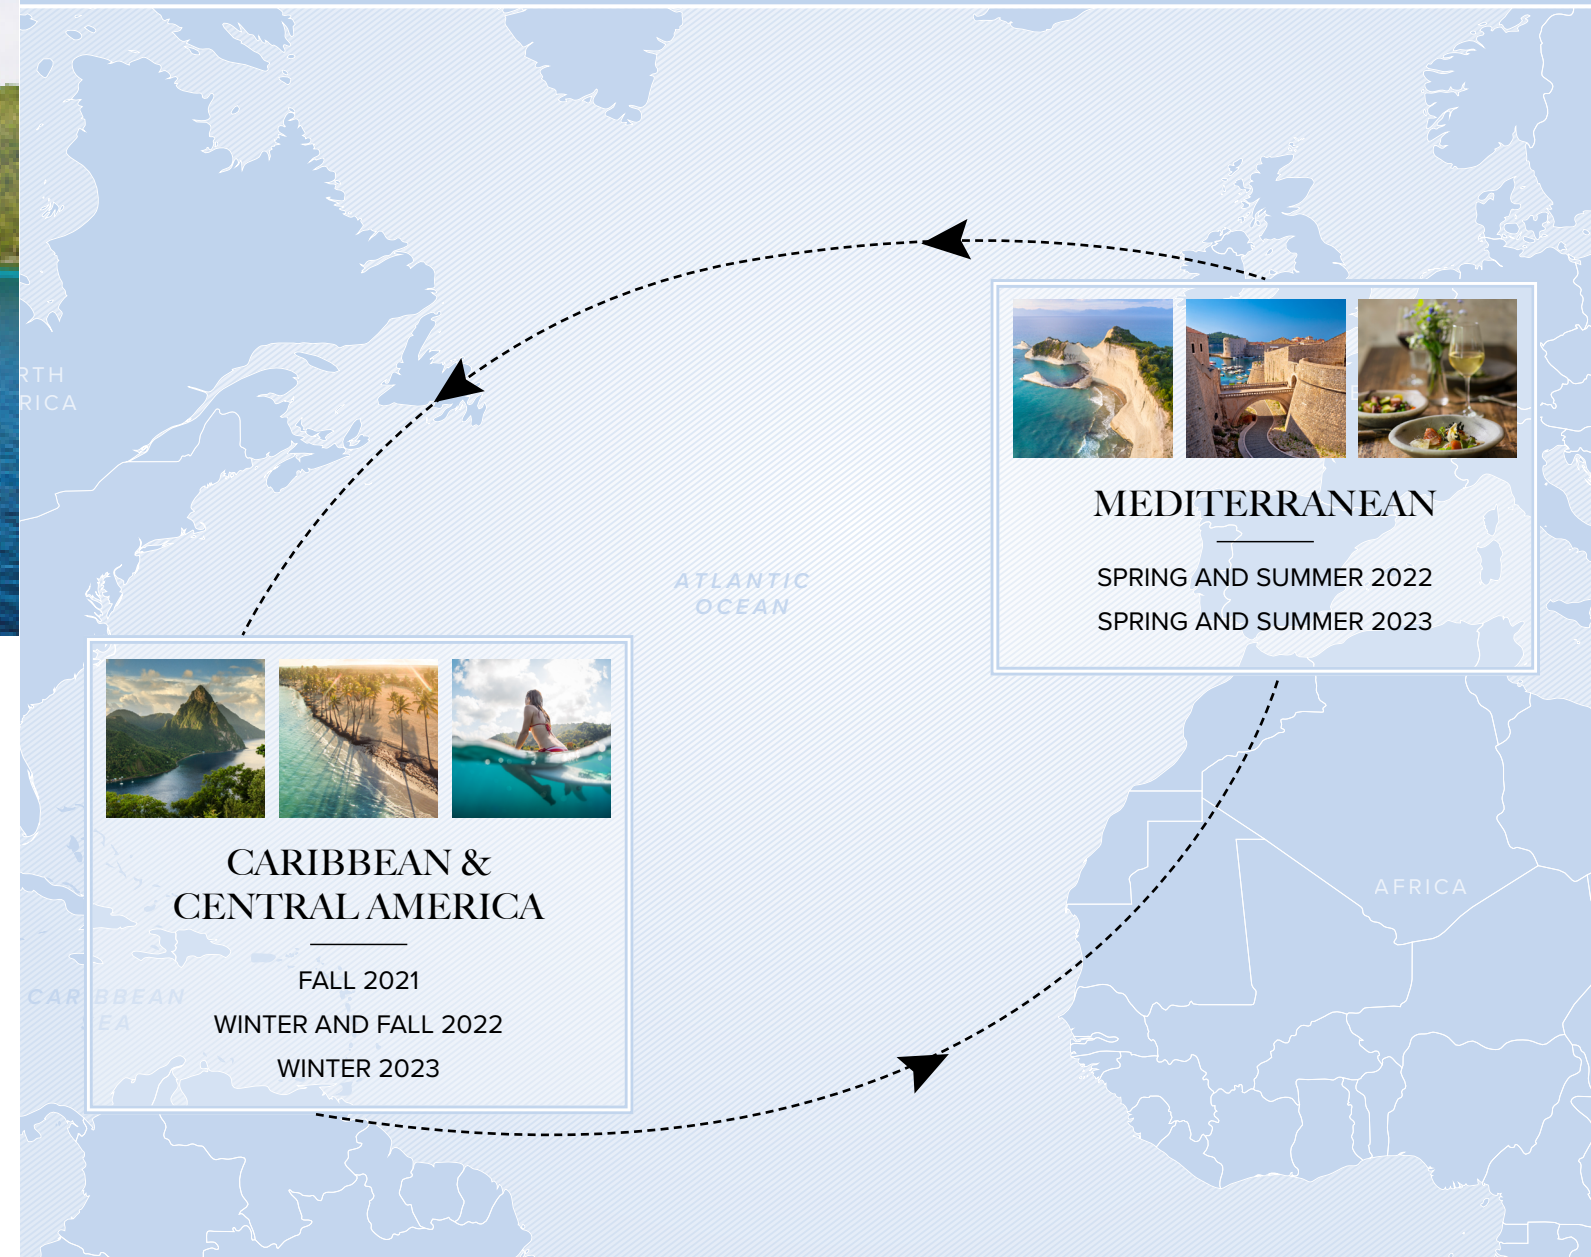 RTH
RICA
ATLANTIC
OCEAN
MEDITERRANEAN
SPRING AND SUMMER 2022
SPRING AND SUMMER 2023
CARIBBEAN &
CENTRAL AMERICA
FALL 2021
WINTER AND FALL 2022
WINTER 2023
CARIBBEAN
SEA
AFRICA